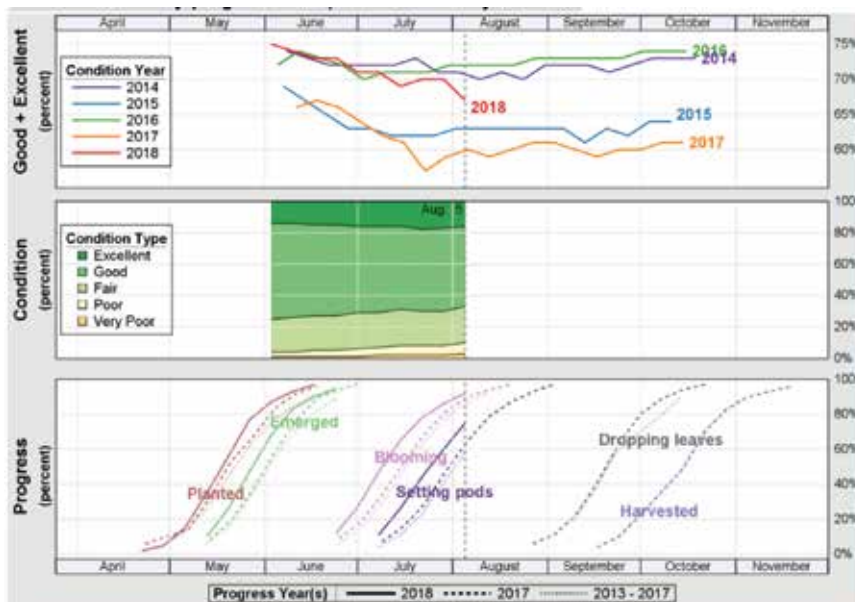 April May June July August September October November
Good + Excellent
(percent)
Condition Year
2014
2015
2016
2017
2018
2016
2014
2018
2015
2017
75%
70%
65%
60%
Condition
(percent)
Condition Type
Excellent
Good
Fair
Poor
Very Poor
Aug. 5
100%
80%
60%
40%
20%
0%
Progress
(percent)
Planted
Emerged
Blooming
Setting pods
Dropping leaves
Harvested
100%
80%
60%
40%
20%
0%
April May June July August September October November
Progress Year(s) 2018 2017 2013 - 2017